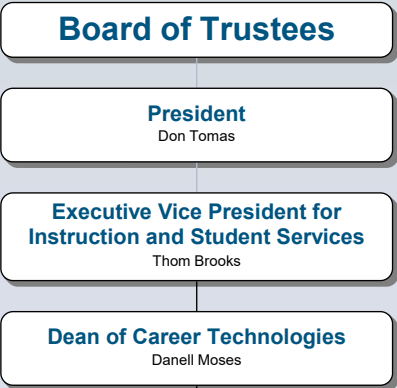 Board of Trustees
President
Don Tomas
Executive Vice President for
Instruction and Student Services
Thom Brooks
Dean of Career Technologies
Danell Moses